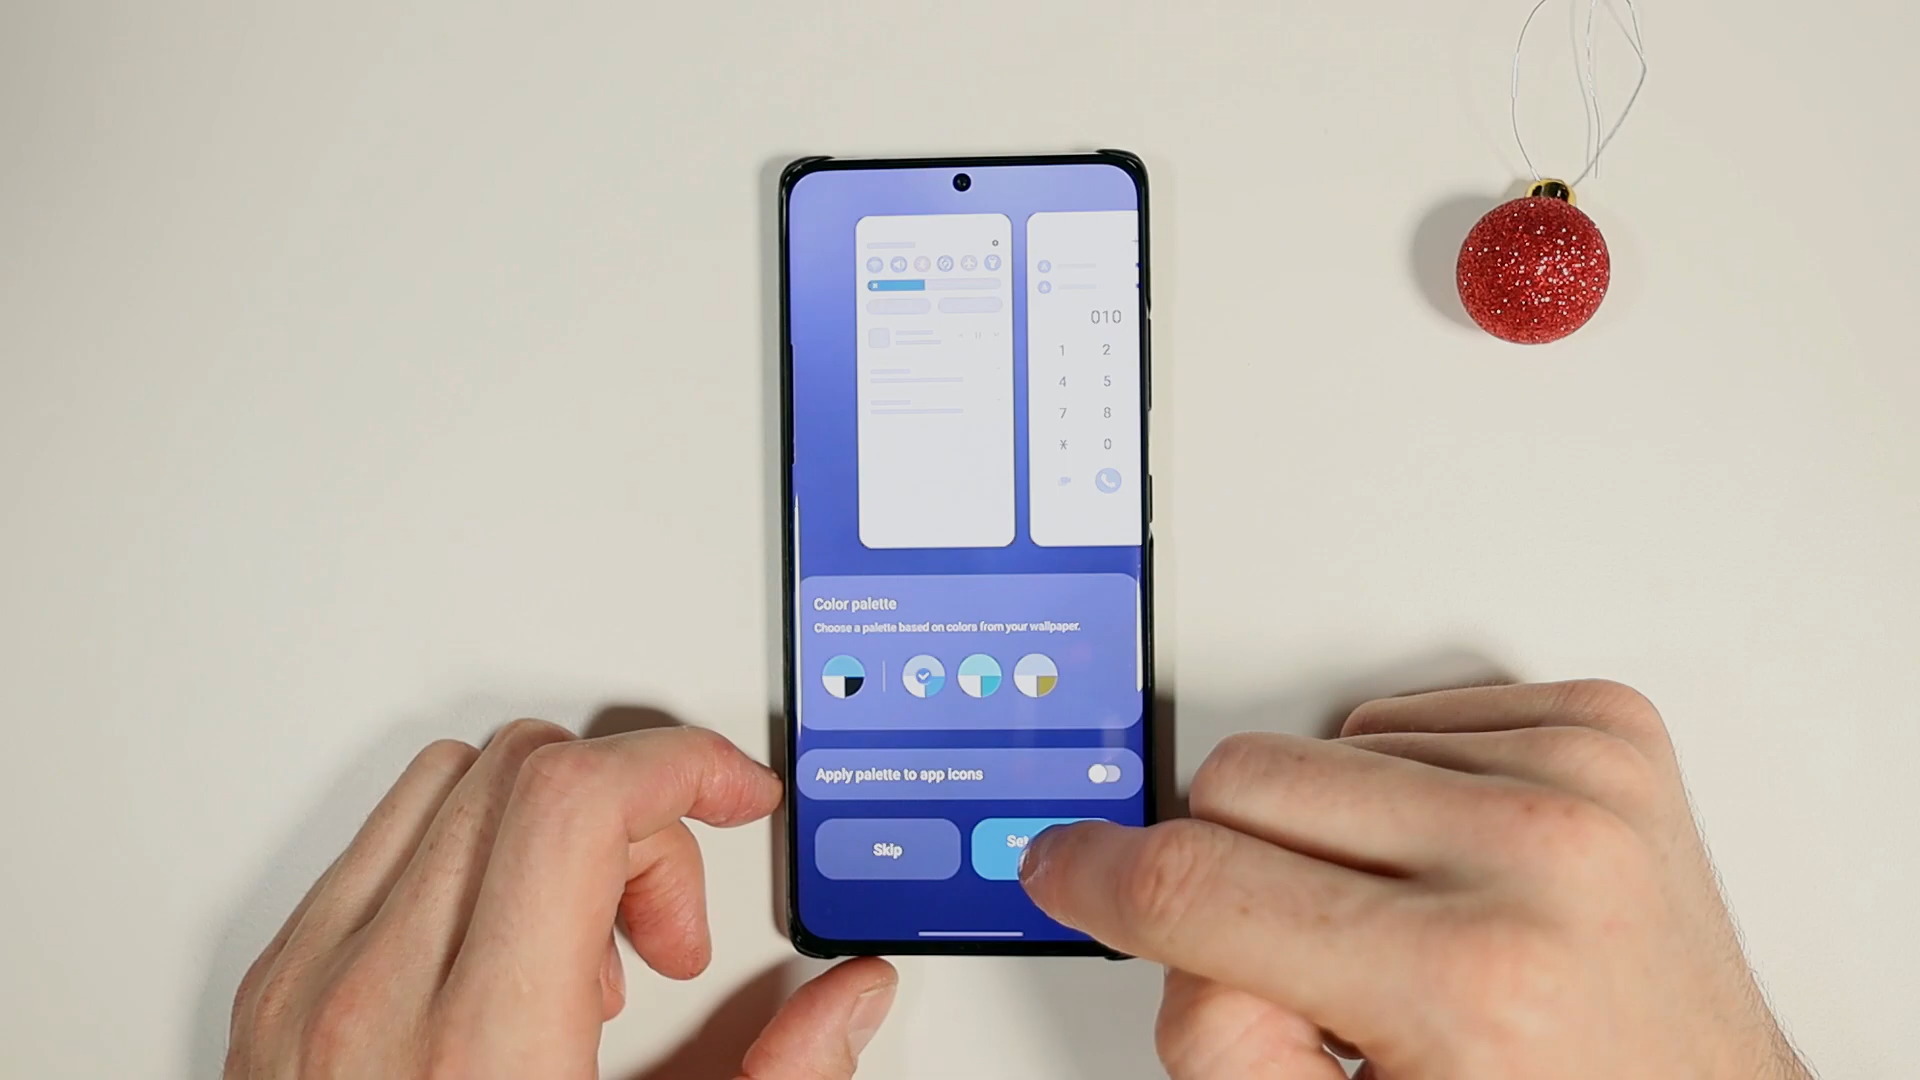 010
1 2
4 5
7 8
* 0
Color palette
Choose a palette based on colors from your wallpaper.
Apply palette to app icons
Skip